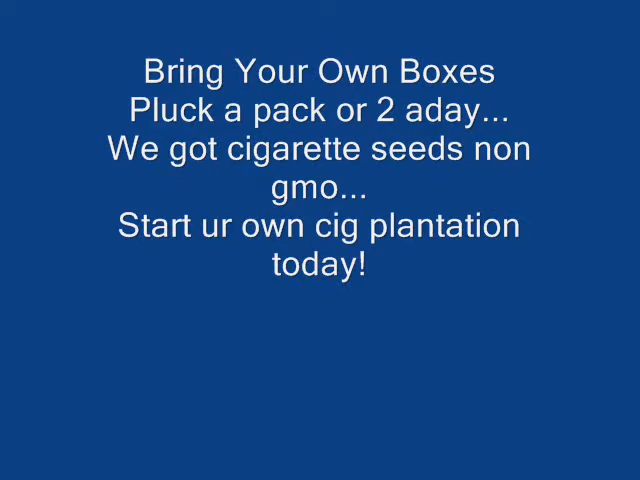 Bring Your Own Boxes
Pluck a pack or 2 aday...
We got cigarette seeds non
gmo...
Start ur own cig plantation
today!